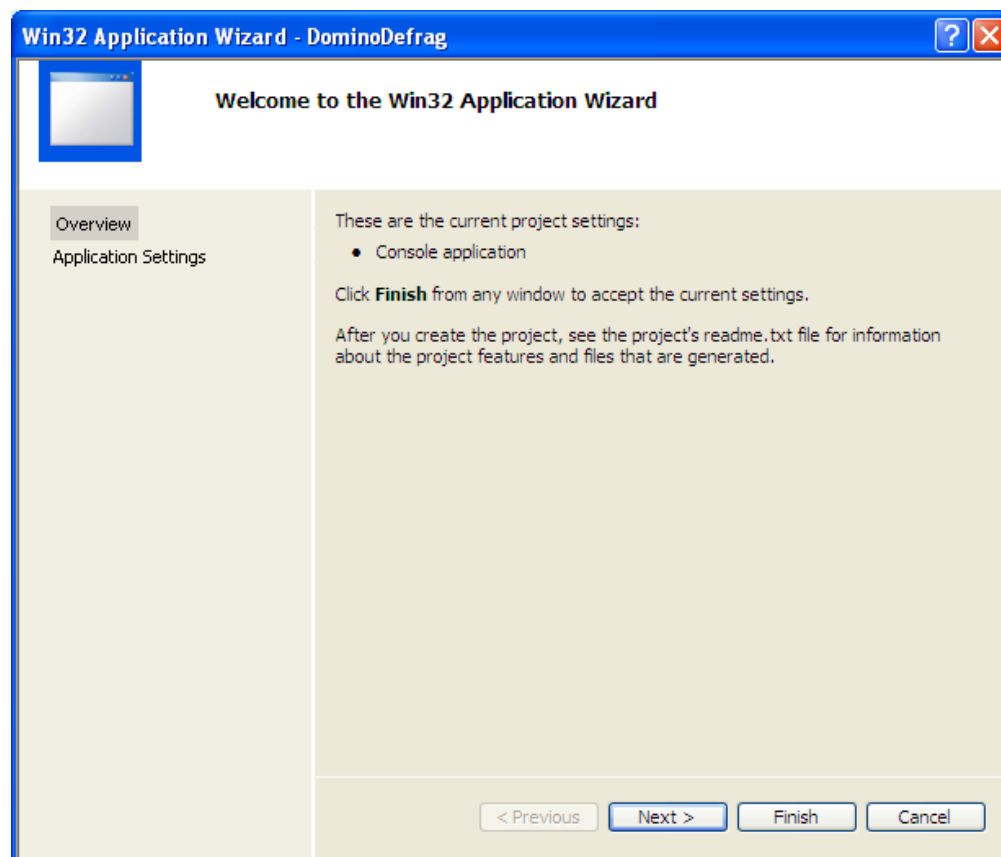 Win32 Application Wizard - DominoDefrag
Welcome to the Win32 Application Wizard
Overview
Application Settings
These are the current project settings:
• Console application
Click Finish from any window to accept the current settings.
After you create the project, see the project's readme.txt file for information
about the project features and files that are generated.
< Previous
Next >
Finish
Cancel